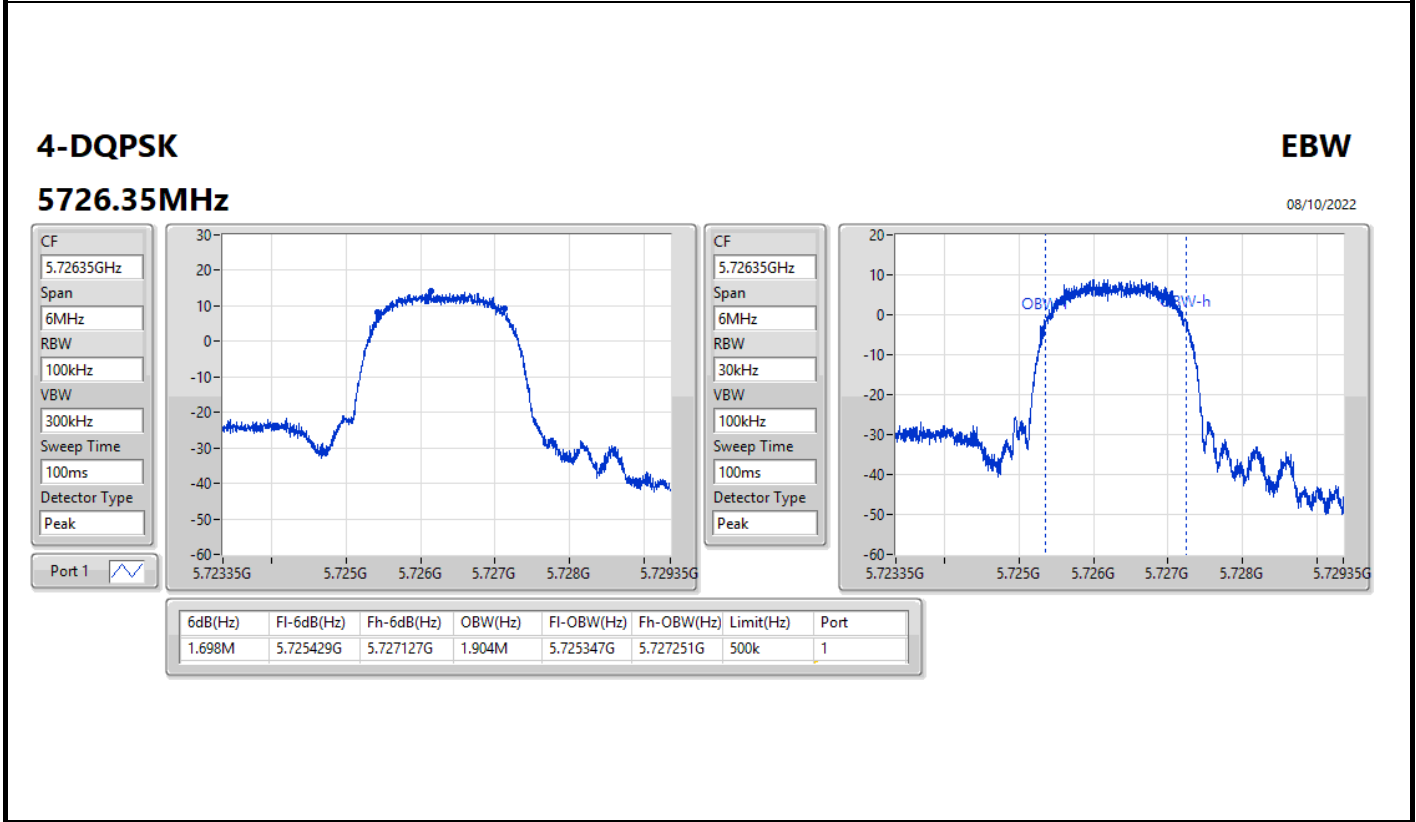 4-DQPSK
EBW
5726.35MHz
08/10/2022
CF
5.72635GHz
Span
6MHz
RBW
100kHz
VBW
300kHz
Sweep Time
100ms
Detector Type
Peak
Port 1
30
20
10
0
-10
-20
-30
-40
-50
-60
5.72335G 5.725G 5.726G 5.727G 5.728G 5.72935G
CF
5.72635GHz
Span
6MHz
RBW
30kHz
VBW
100kHz
Sweep Time
100ms
Detector Type
Peak
20
10
0
-10
-20
-30
-40
-50
-60
5.72335G 5.725G 5.726G 5.727G 5.728G 5.72935G
6dB(Hz) Fl-6dB(Hz) Fh-6dB(Hz) OBW(Hz) Fl-OBW(Hz) Fh-OBW(Hz) Limit(Hz) Port
1.698M 5.725429G 5.727127G 1.904M 5.725347G 5.727251G 500k 1